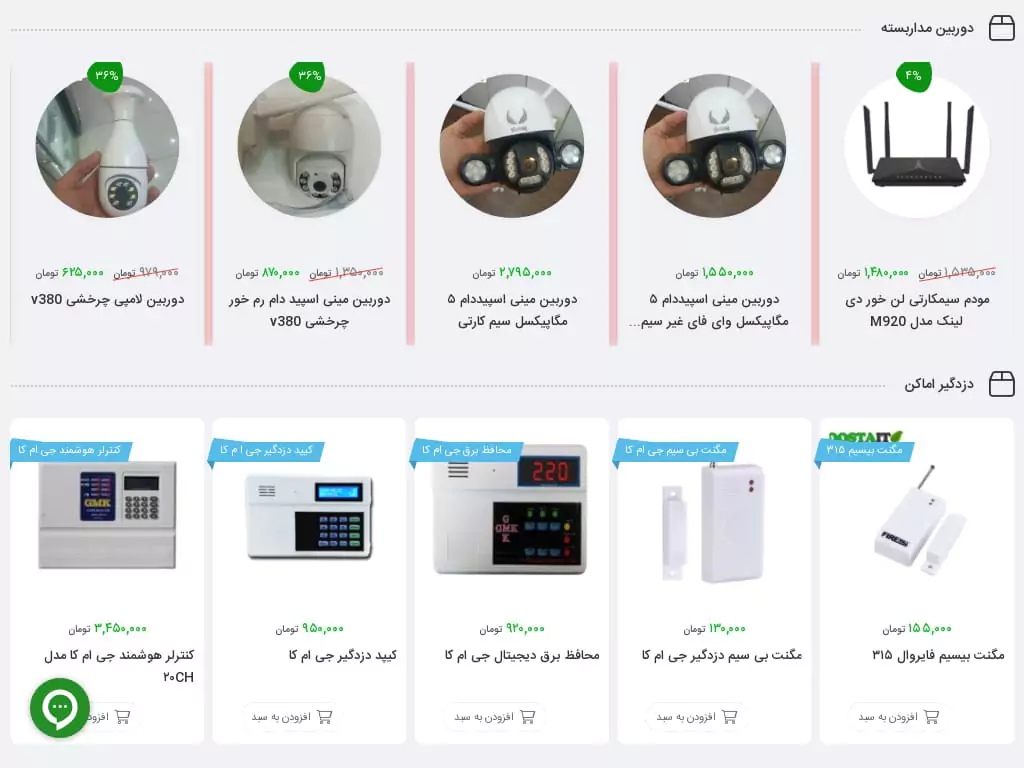 دوربین مداربسته
۴%
۱,۵۳۵,۰۰۰ تومان ۱,۴۸۰,۰۰۰ تومان
مودم سیمکارتی لن خور دی
لینک مدل M920
۱,۵۵۰,۰۰۰ تومان
دوربین مینی اسپیددام ۵
مگاپیکسل وای فای غیر سیم...
۲,۷۹۵,۰۰۰ تومان
دوربین مینی اسپیددام ۵
مگاپیکسل سیم کارتی
۳۶%
۱,۳۵۰,۰۰۰ تومان ۸۷۰,۰۰۰ تومان
دوربین مینی اسپید دام رم خور
چرخشی v380
۳۶%
۹۷۹,۰۰۰ تومان ۶۲۵,۰۰۰ تومان
دوربین لامپی چرخشی v380
دزدگیر اماکن
مگنت بیسیم ۳۱۵
FIREWALL
۱۵۵,۰۰۰ تومان
مگنت بیسیم فایروال ۳۱۵
افزودن به سبد
مگنت بی سیم جی ام کا
۱۳۰,۰۰۰ تومان
مگنت بی سیم دزدگیر جی ام کا
افزودن به سبد
محافظ برق جی ام کا
220
GMK
۹۲۰,۰۰۰ تومان
محافظ برق دیجیتال جی ام کا
افزودن به سبد
کیپد دزدگیر جی ا م کا
۹۵۰,۰۰۰ تومان
کیپد دزدگیر جی ام کا
افزودن به سبد
کنترلر هوشمند جی ام کا
GMK
۳,۴۵۰,۰۰۰ تومان
کنترلر هوشمند جی ام کا مدل
۲۰CH